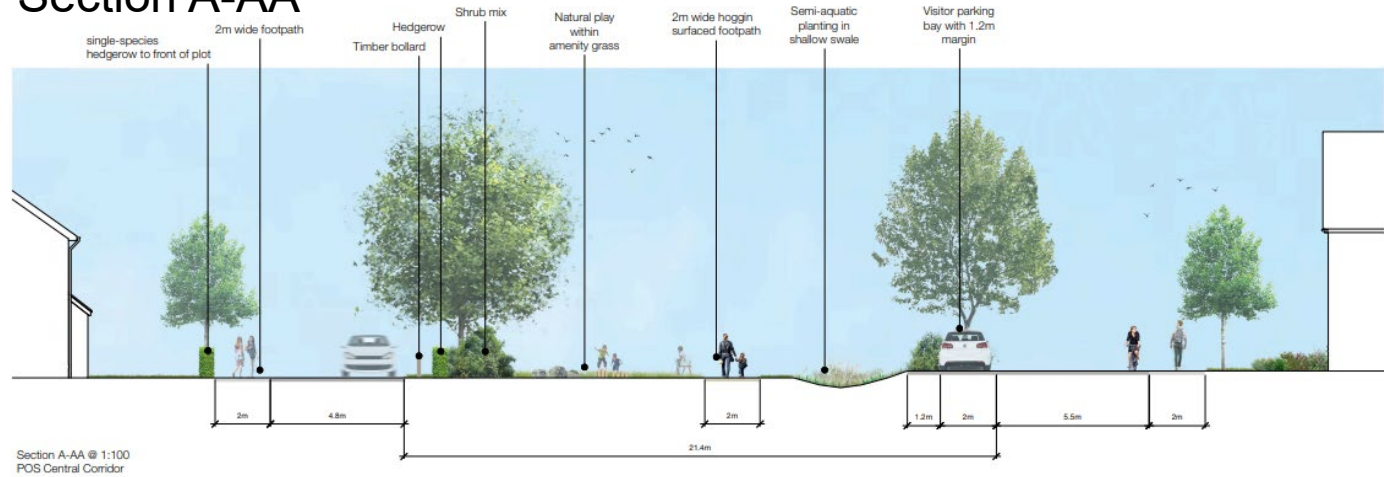 Section A-AA
single-species
hedgerow to front of plot
2m wide footpath
Timber bollard
Hedgerow
Shrub mix
Natural play
within
amenity grass
2m wide hoggin
surfaced footpath
Semi-aquatic
planting in
shallow swale
Visitor parking
bay with 1.2m
margin
2m
4.8m
2m
1.2m
2m
5.5m
2m
21.4m
Section A-AA @ 1:100
POS Central Corridor